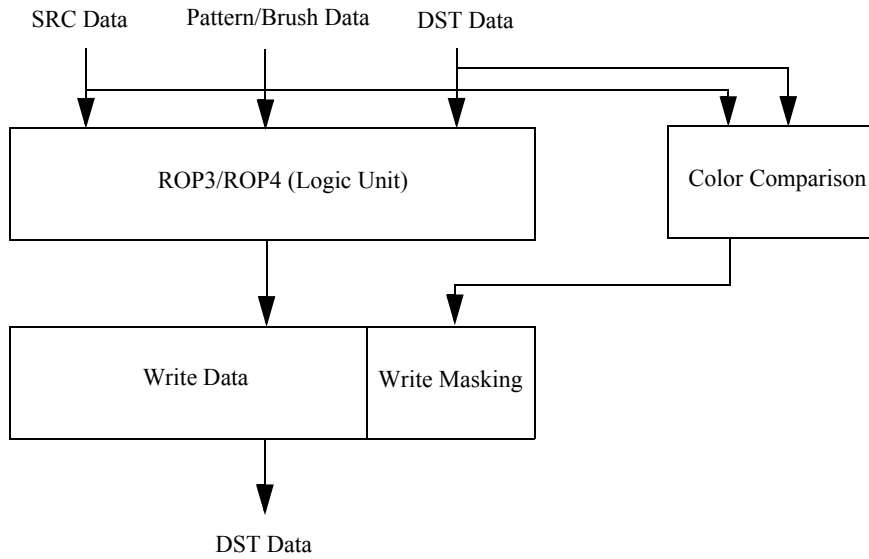 SRC Data
Pattern/Brush Data
DST Data
ROP3/ROP4 (Logic Unit)
Color Comparison
Write Data
Write Masking
DST Data